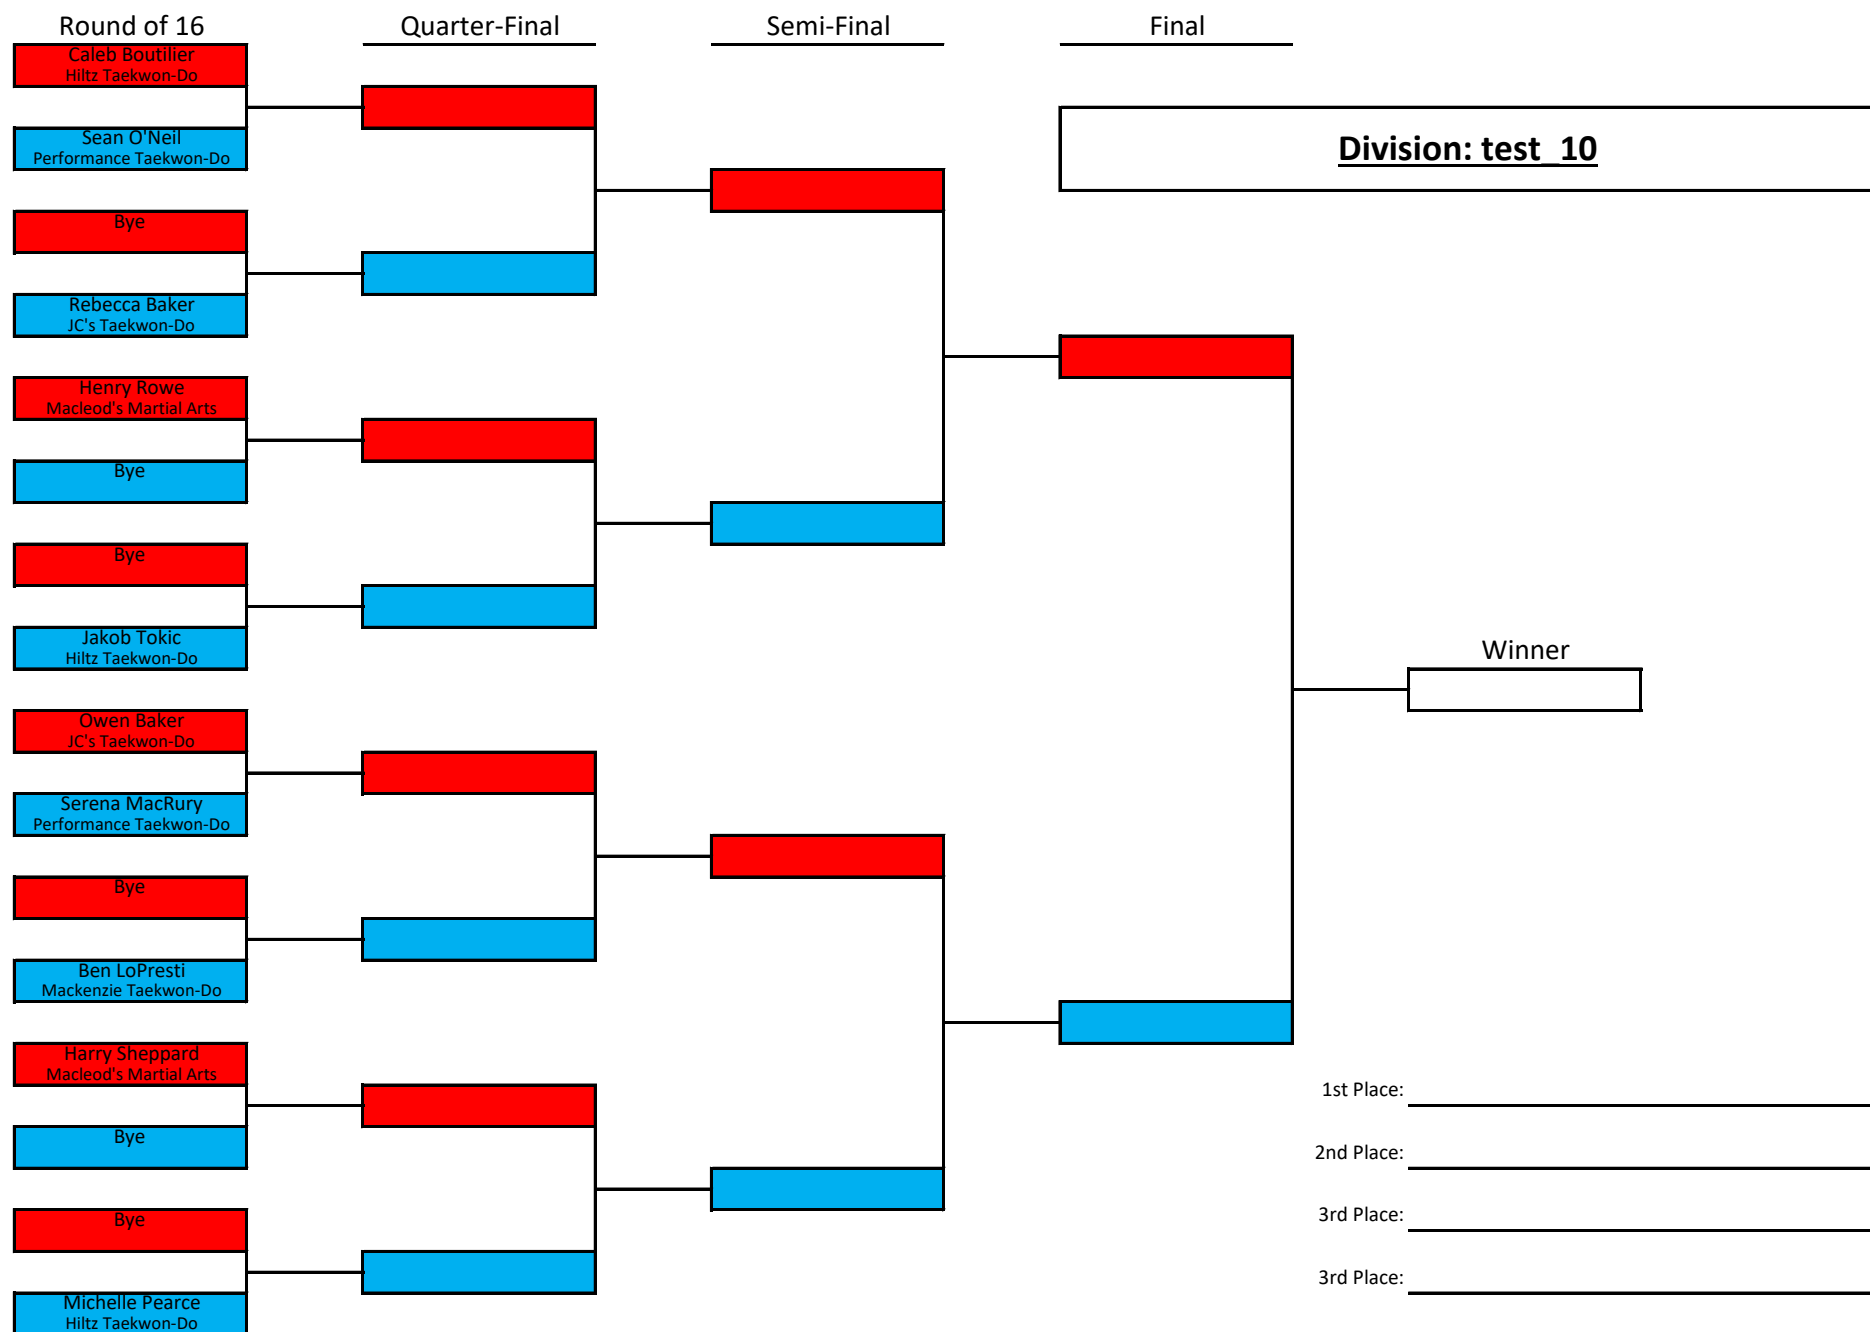 Round of 16
Quarter-Final
Semi-Final
Final
Caleb Boutilier
Hiltz Taekwon-Do
Sean O'Neil
Performance Taekwon-Do
Division: test_10
Bye
Rebecca Baker
JC's Taekwon-Do
Henry Rowe
Macleod's Martial Arts
Bye
Bye
Jakob Tokic
Hiltz Taekwon-Do
Winner
Owen Baker
JC's Taekwon-Do
Serena MacRury
Performance Taekwon-Do
Bye
Ben LoPresti
Mackenzie Taekwon-Do
Harry Sheppard
Macleod's Martial Arts
Bye
Bye
Michelle Pearce
Hiltz Taekwon-Do
1st Place:
2nd Place:
3rd Place:
3rd Place: